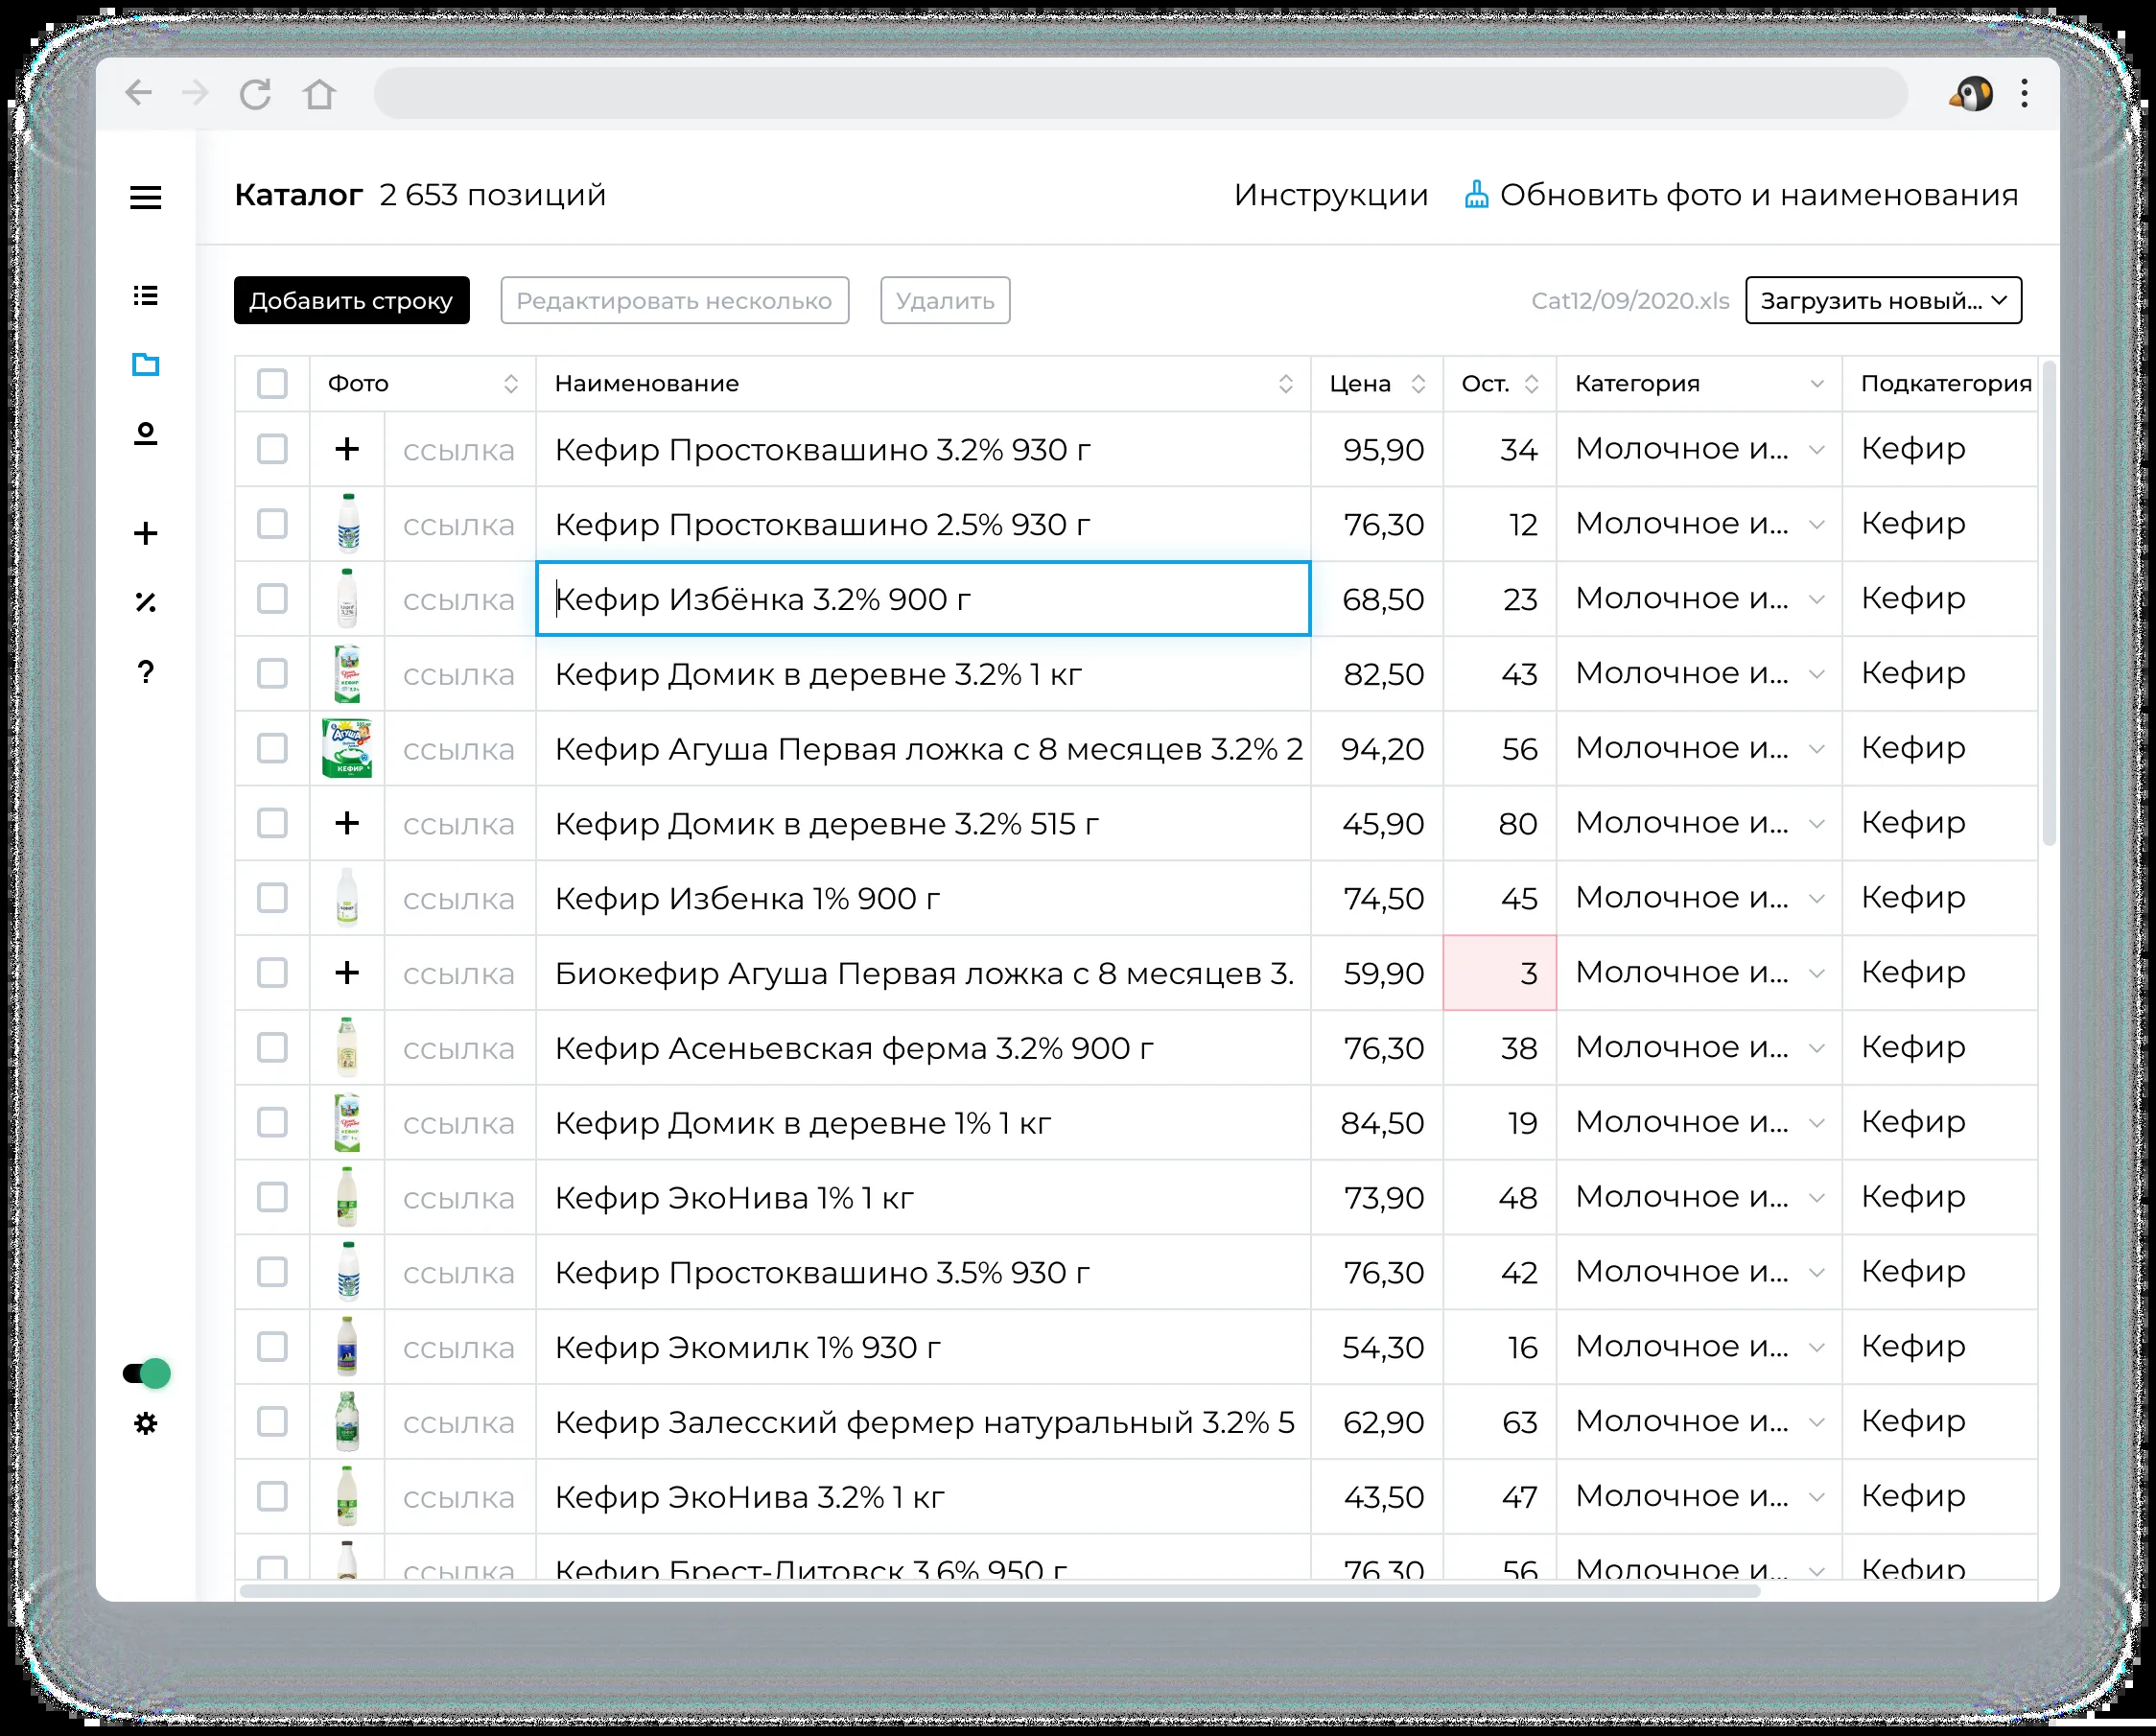 Каталог 2 653 позиций Инструкции Обновить фото и наименования
Добавить строку Редактировать несколько Удалить Cat12/09/2020.xls Загрузить новый...
Фото Наименование Цена Ост. Категория Подкатегория
ссылка Кефир Простоквашино 3.2% 930 г 95,90 34 Молочное и... Кефир
ссылка Кефир Простоквашино 2.5% 930 г 76,30 12 Молочное и... Кефир
ссылка Кефир Избёнка 3.2% 900 г 68,50 23 Молочное и... Кефир
ссылка Кефир Домик в деревне 3.2% 1 кг 82,50 43 Молочное и... Кефир
ссылка Кефир Агуша Первая ложка с 8 месяцев 3.2% 2 94,20 56 Молочное и... Кефир
ссылка Кефир Домик в деревне 3.2% 515 г 45,90 80 Молочное и... Кефир
ссылка Кефир Избенка 1% 900 г 74,50 45 Молочное и... Кефир
ссылка Биокефир Агуша Первая ложка с 8 месяцев 3. 59,90 3 Молочное и... Кефир
ссылка Кефир Асеньевская ферма 3.2% 900 г 76,30 38 Молочное и... Кефир
ссылка Кефир Домик в деревне 1% 1 кг 84,50 19 Молочное и... Кефир
ссылка Кефир ЭкоНива 1% 1 кг 73,90 48 Молочное и... Кефир
ссылка Кефир Простоквашино 3.5% 930 г 76,30 42 Молочное и... Кефир
ссылка Кефир Экомилк 1% 930 г 54,30 16 Молочное и... Кефир
ссылка Кефир Залесский фермер натуральный 3.2% 5 62,90 63 Молочное и... Кефир
ссылка Кефир ЭкоНива 3.2% 1 кг 43,50 47 Молочное и... Кефир
ссылка Кефир Брест-Литовск 3.6% 950 г 76,30 56 Молочное и... Кефир